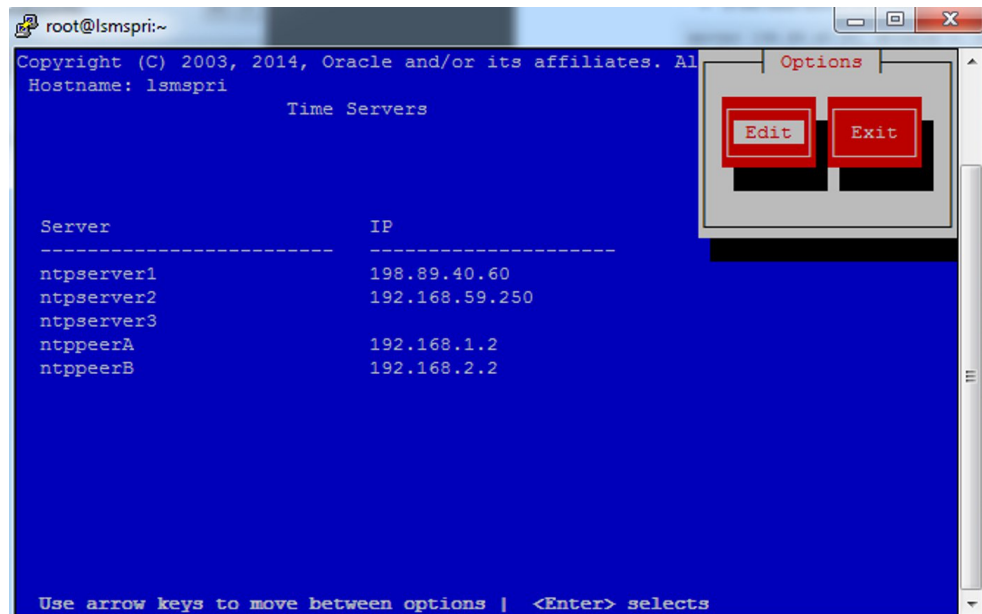 root@lsmspri:~
Copyright (C) 2003, 2014, Oracle and/or its affiliates. Al
Options
Hostname: lsmspri
Time Servers
Edit Exit
Server IP
------------------------- ---------------------
ntpserver1 198.89.40.60
ntpserver2 192.168.59.250
ntpserver3
ntppeerA 192.168.1.2
ntppeerB 192.168.2.2
Use arrow keys to move between options | <Enter> selects